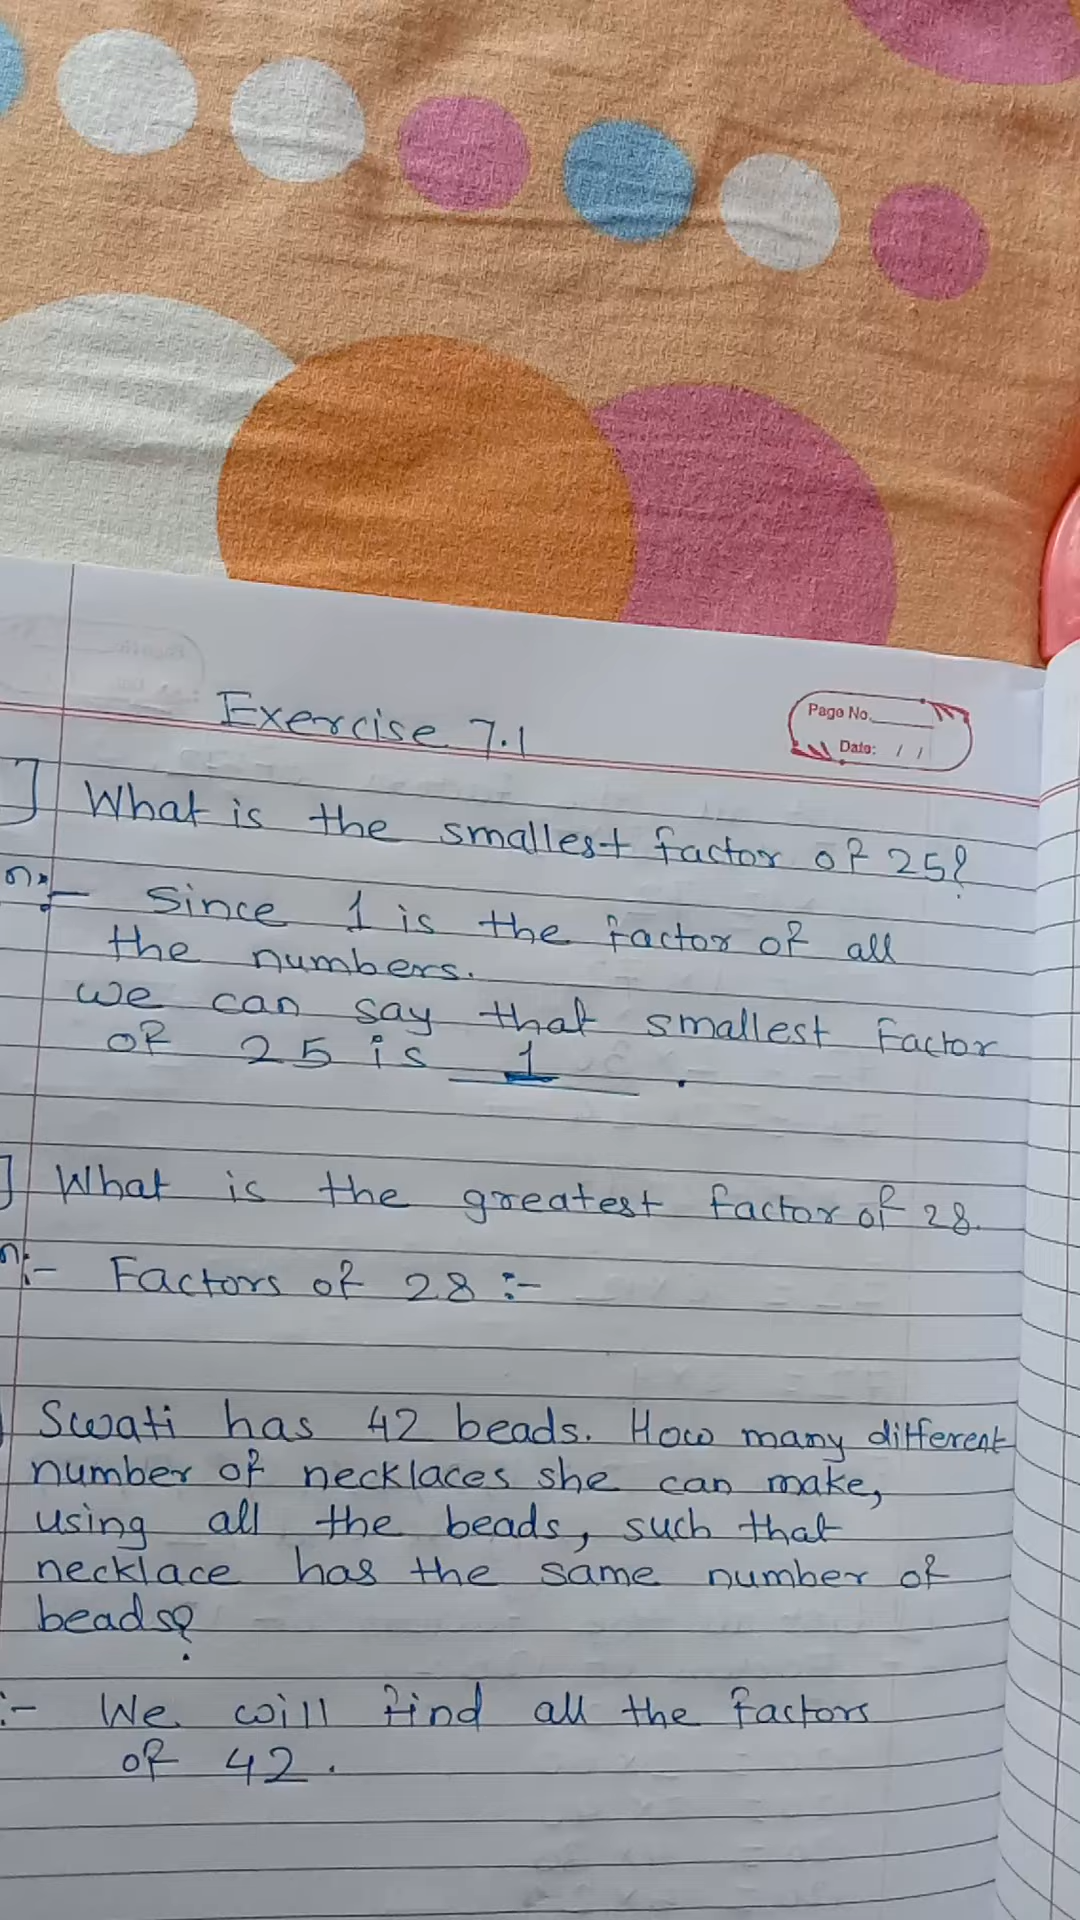 Exercise 7.1
Page No.
Date: / /
] What is the smallest factor of 25?
n:- Since 1 is the factor of all
the numbers.
we can say that smallest factor
of 25 is 1 .
] What is the greatest factor of 28.
n:- Factors of 28 :-
Swati has 42 beads. How many different
number of necklaces she can make,
using all the beads, such that
necklace has the same number of
beads?
:- We will find all the factors
of 42.